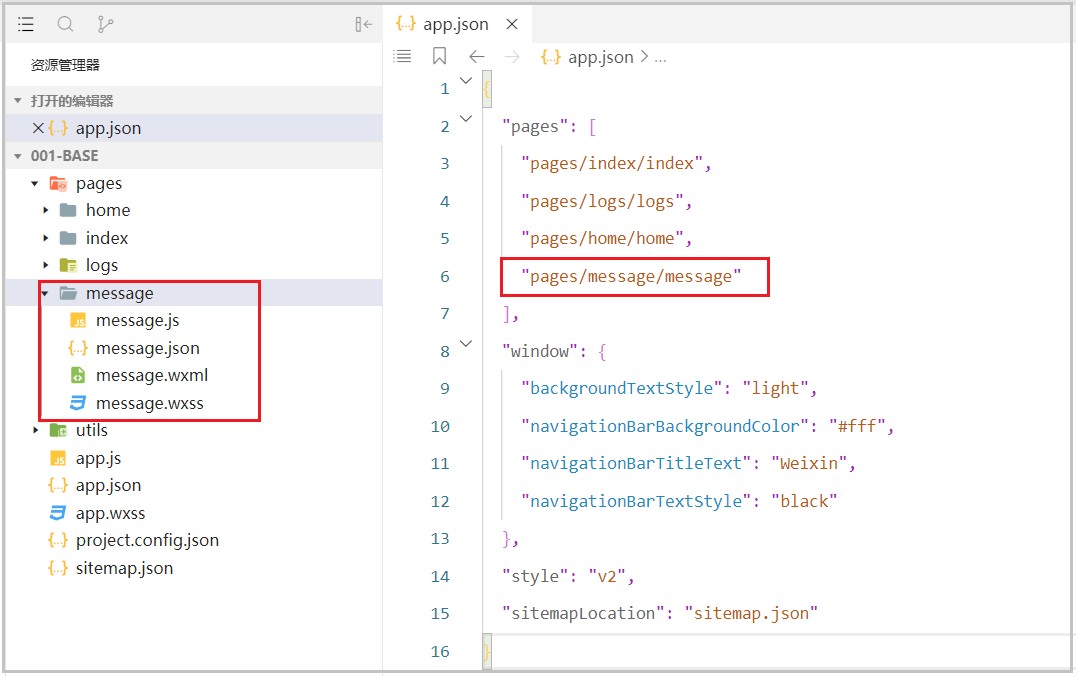 资源管理器
打开的编辑器
app.json
001-BASE
pages
home
index
logs
message
message.js
message.json
message.wxml
message.wxss
utils
app.js
app.json
app.wxss
project.config.json
sitemap.json
app.json
app.json > ...
1 {
2 "pages": [
3 "pages/index/index",
4 "pages/logs/logs",
5 "pages/home/home",
6 "pages/message/message"
7 ],
8 "window": {
9 "backgroundTextStyle": "light",
10 "navigationBarBackgroundColor": "#fff",
11 "navigationBarTitleText": "Weixin",
12 "navigationBarTextStyle": "black"
13 },
14 "style": "v2",
15 "sitemapLocation": "sitemap.json"
16 }